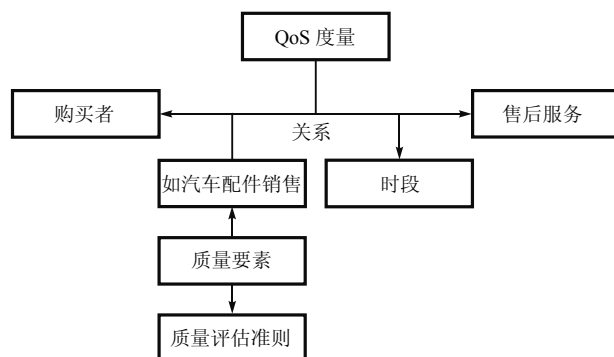 QoS 度量
购买者
售后服务
关系
如汽车配件销售
时段
质量要素
质量评估准则